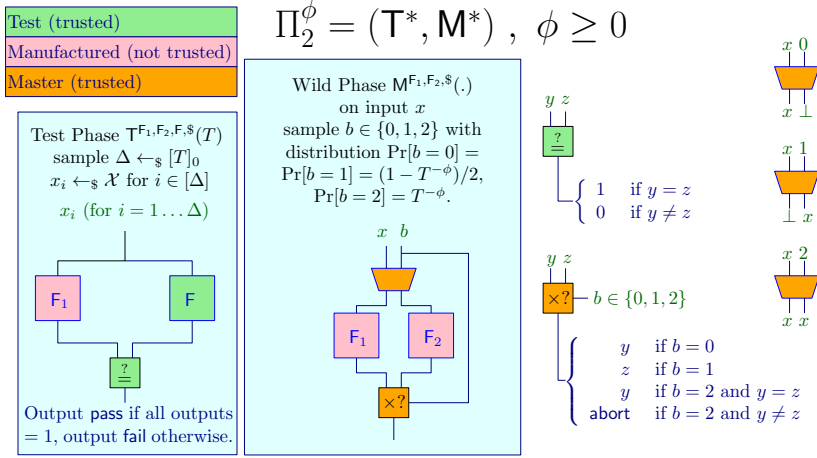 Π₂^ϕ = (T*, M*) , ϕ ≥ 0
Test (trusted)
Manufactured (not trusted)
Master (trusted)
Test Phase T^{F₁,F₂,F,$}(T)
sample Δ ←$ [T]₀
xᵢ ←$ 𝒳 for i ∈ [Δ]
xᵢ (for i = 1 … Δ)
F₁
F
?
=
Output pass if all outputs
= 1, output fail otherwise.
Wild Phase M^{F₁,F₂,$}(.)
on input x
sample b ∈ {0, 1, 2} with
distribution Pr[b = 0] =
Pr[b = 1] = (1 - T^{-ϕ})/2,
Pr[b = 2] = T^{-ϕ}.
x b
F₁ F₂
×?
y z
?
=
1 if y = z
0 if y ≠ z
y z
×? b ∈ {0, 1, 2}
y if b = 0
z if b = 1
y if b = 2 and y = z
abort if b = 2 and y ≠ z
x 0
x ⊥
x 1
⊥ x
x 2
x x